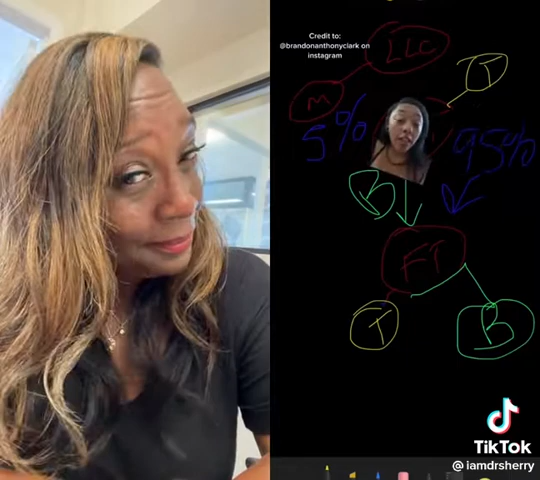 Credit to:
@brandonanthonyclark on
instagram
LLC
T
M
5%
95%
B
FT
T
B
TikTok
@iamdrsherry